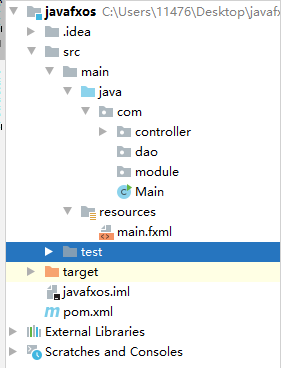 javafxos C:\Users\11476\Desktop\javaf
.idea
src
main
java
com
controller
dao
module
Main
resources
main.fxml
test
target
javafxos.iml
pom.xml
External Libraries
Scratches and Consoles